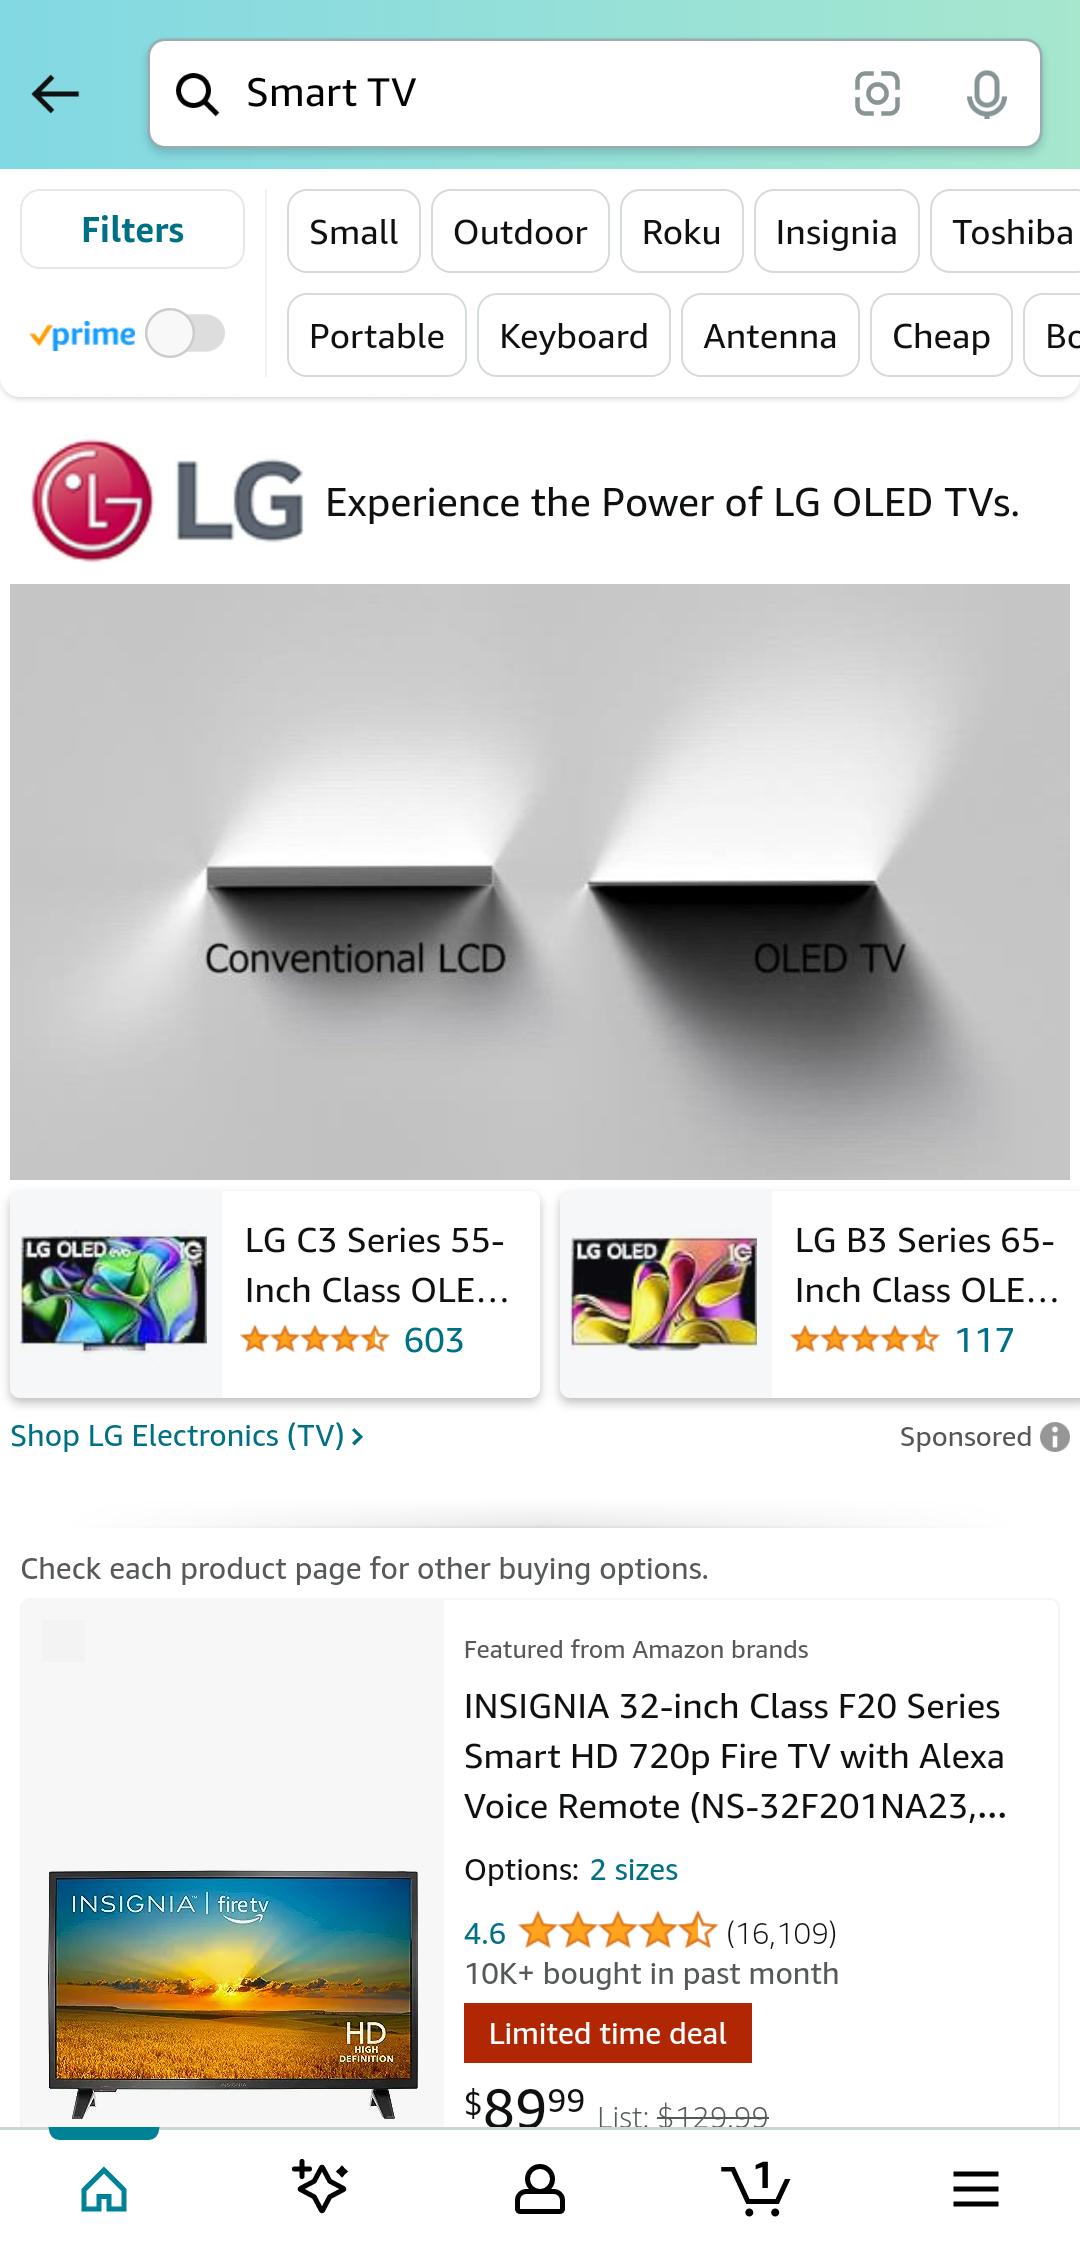 Smart TV
Filters
Small
Outdoor
Roku
Insignia
Toshiba
prime
Portable
Keyboard
Antenna
Cheap
LG
Experience the Power of LG OLED TVs.
Conventional LCD
OLED TV
LG OLED evo
LG C3 Series 55-
Inch Class OLE...
603
LG OLED
LG B3 Series 65-
Inch Class OLE...
117
Shop LG Electronics (TV)
Sponsored
Check each product page for other buying options.
Featured from Amazon brands
INSIGNIA 32-inch Class F20 Series
Smart HD 720p Fire TV with Alexa
Voice Remote (NS-32F201NA23,...
Options: 2 sizes
INSIGNIA™ | firetv
HD
HIGH
DEFINITION
4.6 (16,109)
10K+ bought in past month
Limited time deal
$8999 List: $129.99
1